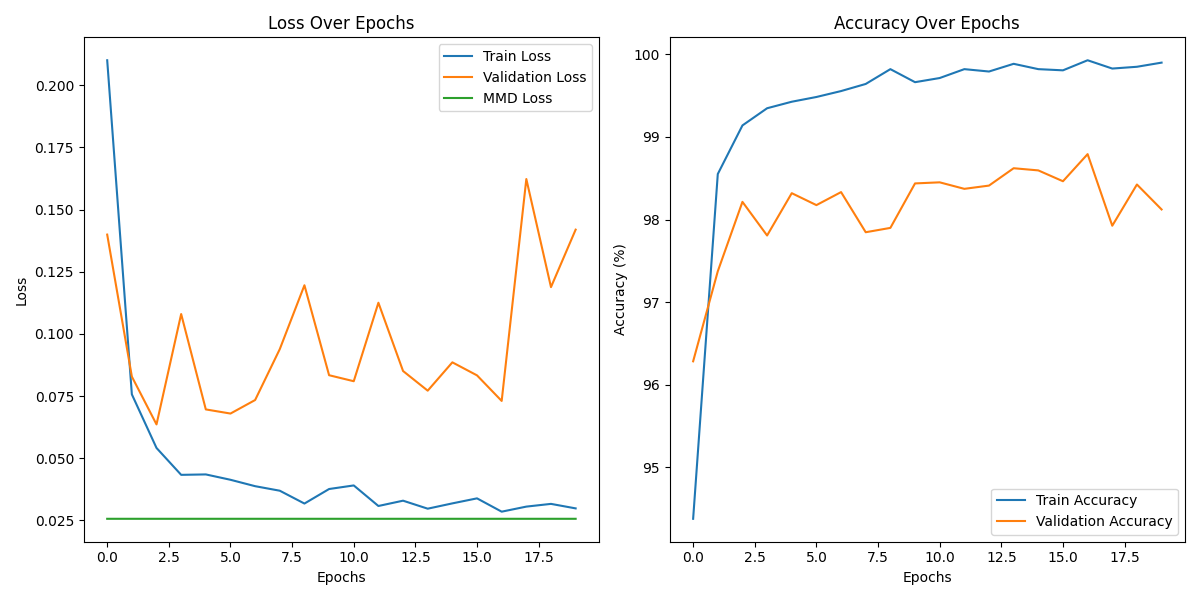 Loss Over Epochs
Train Loss
Validation Loss
MMD Loss
0.200
0.175
0.150
0.125
0.100
0.075
0.050
0.025
Loss
0.0 2.5 5.0 7.5 10.0 12.5 15.0 17.5
Epochs
Accuracy Over Epochs
100
99
98
97
96
95
Accuracy (%)
Train Accuracy
Validation Accuracy
0.0 2.5 5.0 7.5 10.0 12.5 15.0 17.5
Epochs